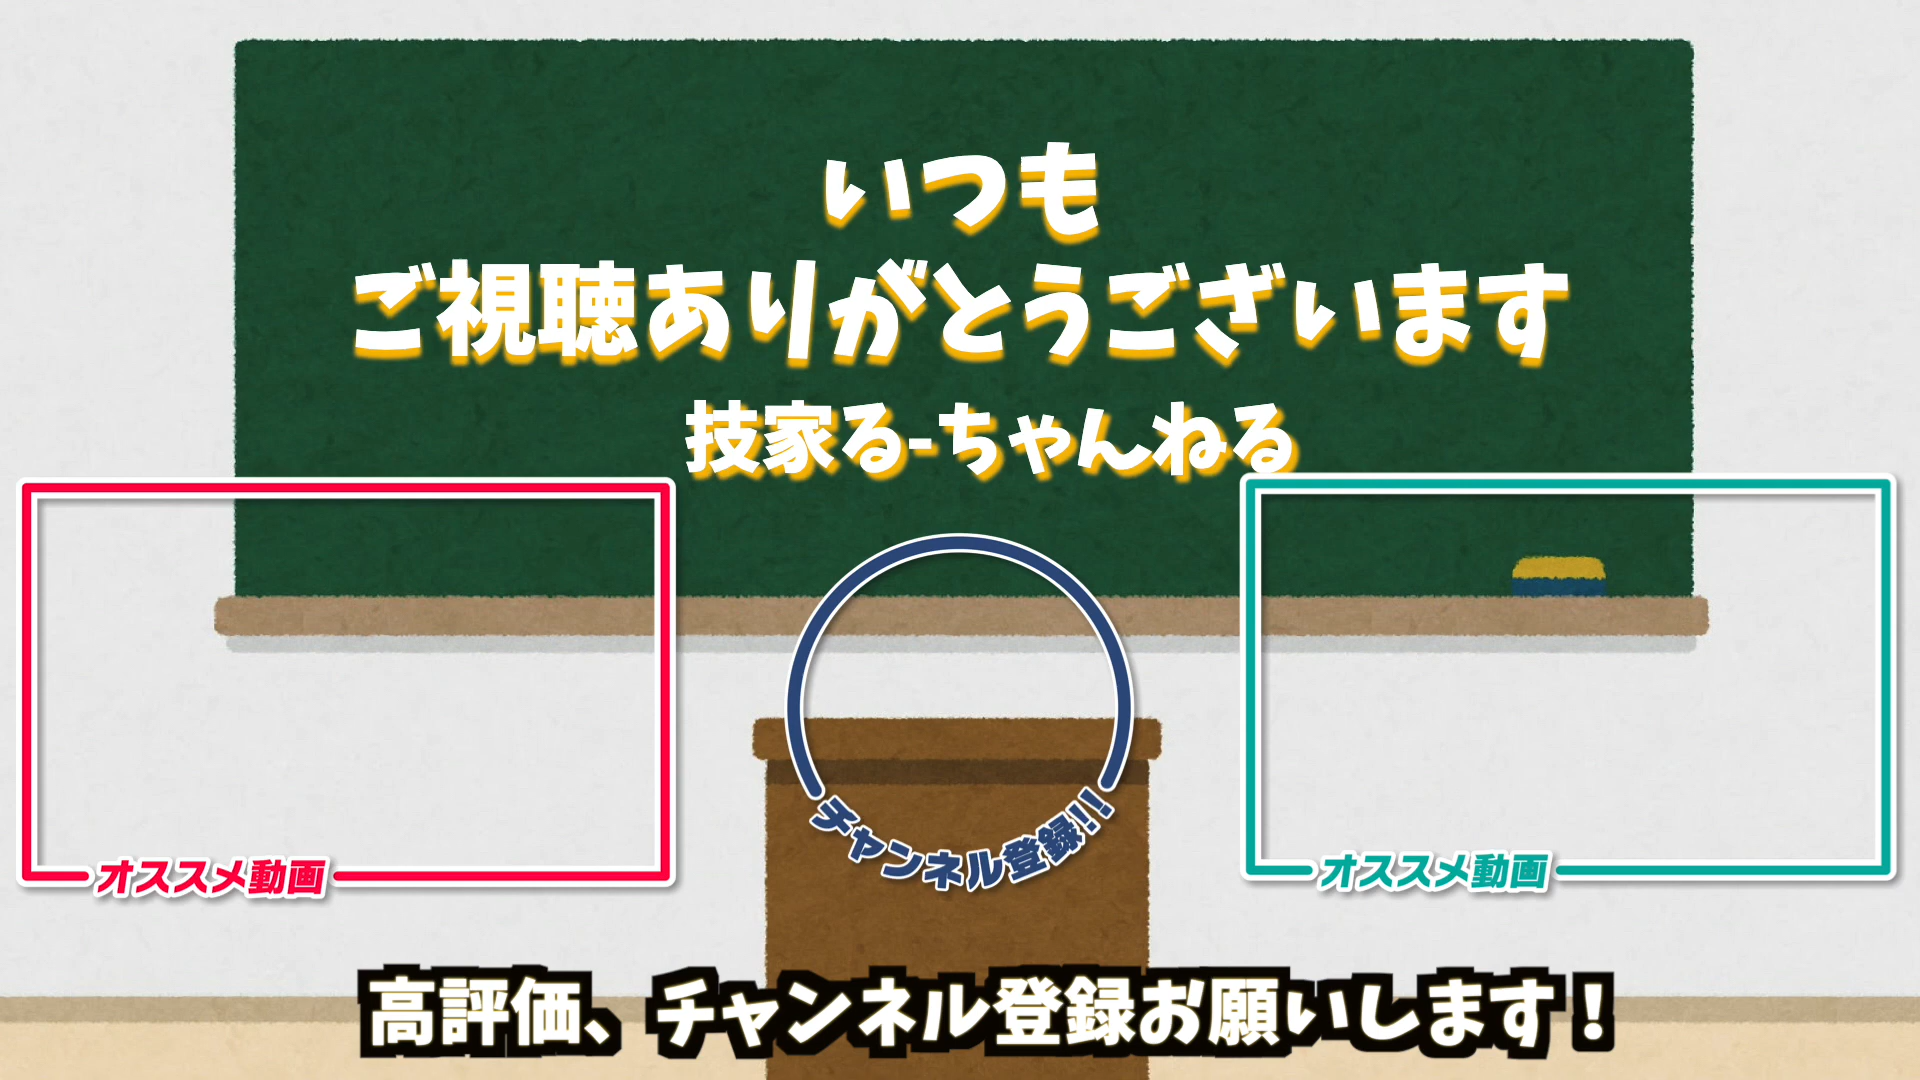 いつも
ご視聴ありがとうございます
技家る-ちゃんねる
オススメ動画
チャンネル登録!!
オススメ動画
高評価、チャンネル登録お願いします！